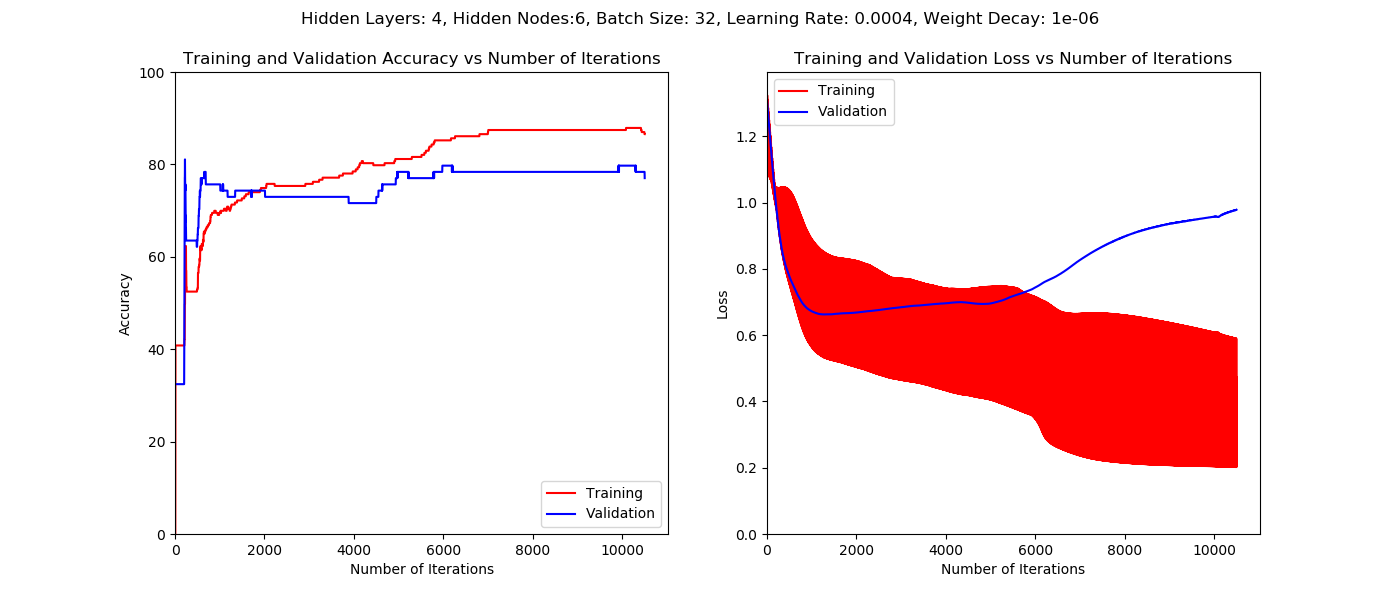 Hidden Layers: 4, Hidden Nodes:6, Batch Size: 32, Learning Rate: 0.0004, Weight Decay: 1e-06
Training and Validation Accuracy vs Number of Iterations
100
80
60
40
20
0
Accuracy
0 2000 4000 6000 8000 10000
Number of Iterations
Training
Validation
Training and Validation Loss vs Number of Iterations
Training
Validation
1.2
1.0
0.8
0.6
0.4
0.2
0.0
Loss
0 2000 4000 6000 8000 10000
Number of Iterations